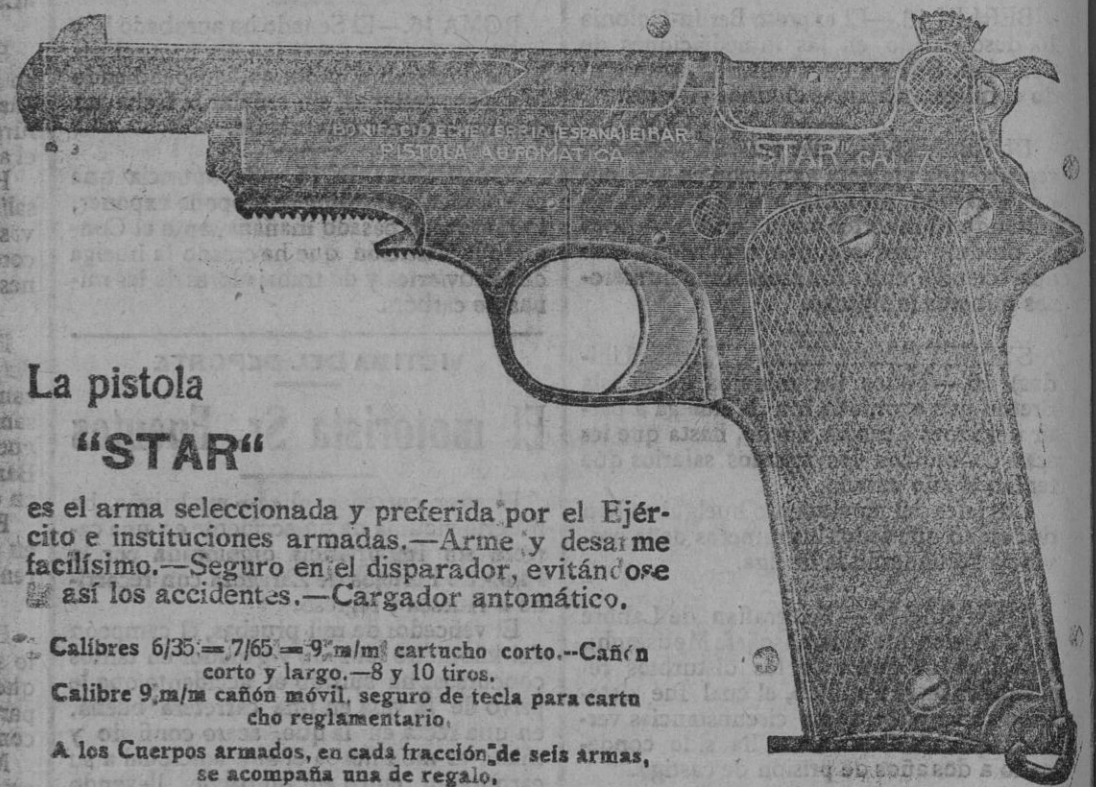 BONIFACIO ECHEVERRIA (ESPAÑA) EIBAR
PISTOLA AUTOMATICA
"STAR" CAL 7
La pistola
"STAR"
es el arma seleccionada y preferida por el Ejér-
cito e instituciones armadas.—Arme y desarme
facilísimo.—Seguro en el disparador, evitándose
así los accidentes.—Cargador antomático.
Calibres 6/35 = 7/65 = 9 m/m cartucho corto.--Cañón
corto y largo.—8 y 10 tiros.
Calibre 9 m/m cañón móvil, seguro de tecla para cartu
cho reglamentario.
A los Cuerpos armados, en cada fracción de seis armas,
se acompaña una de regalo.